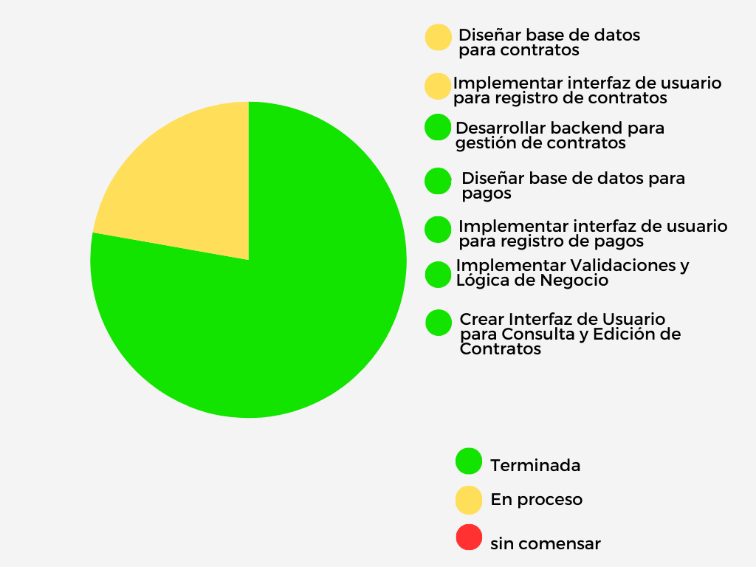 Diseñar base de datos
para contratos
Implementar interfaz de usuario
para registro de contratos
Desarrollar backend para
gestión de contratos
Diseñar base de datos para
pagos
Implementar interfaz de usuario
para registro de pagos
Implementar Validaciones y
Lógica de Negocio
Crear Interfaz de Usuario
para Consulta y Edición de
Contratos
Terminada
En proceso
sin comensar